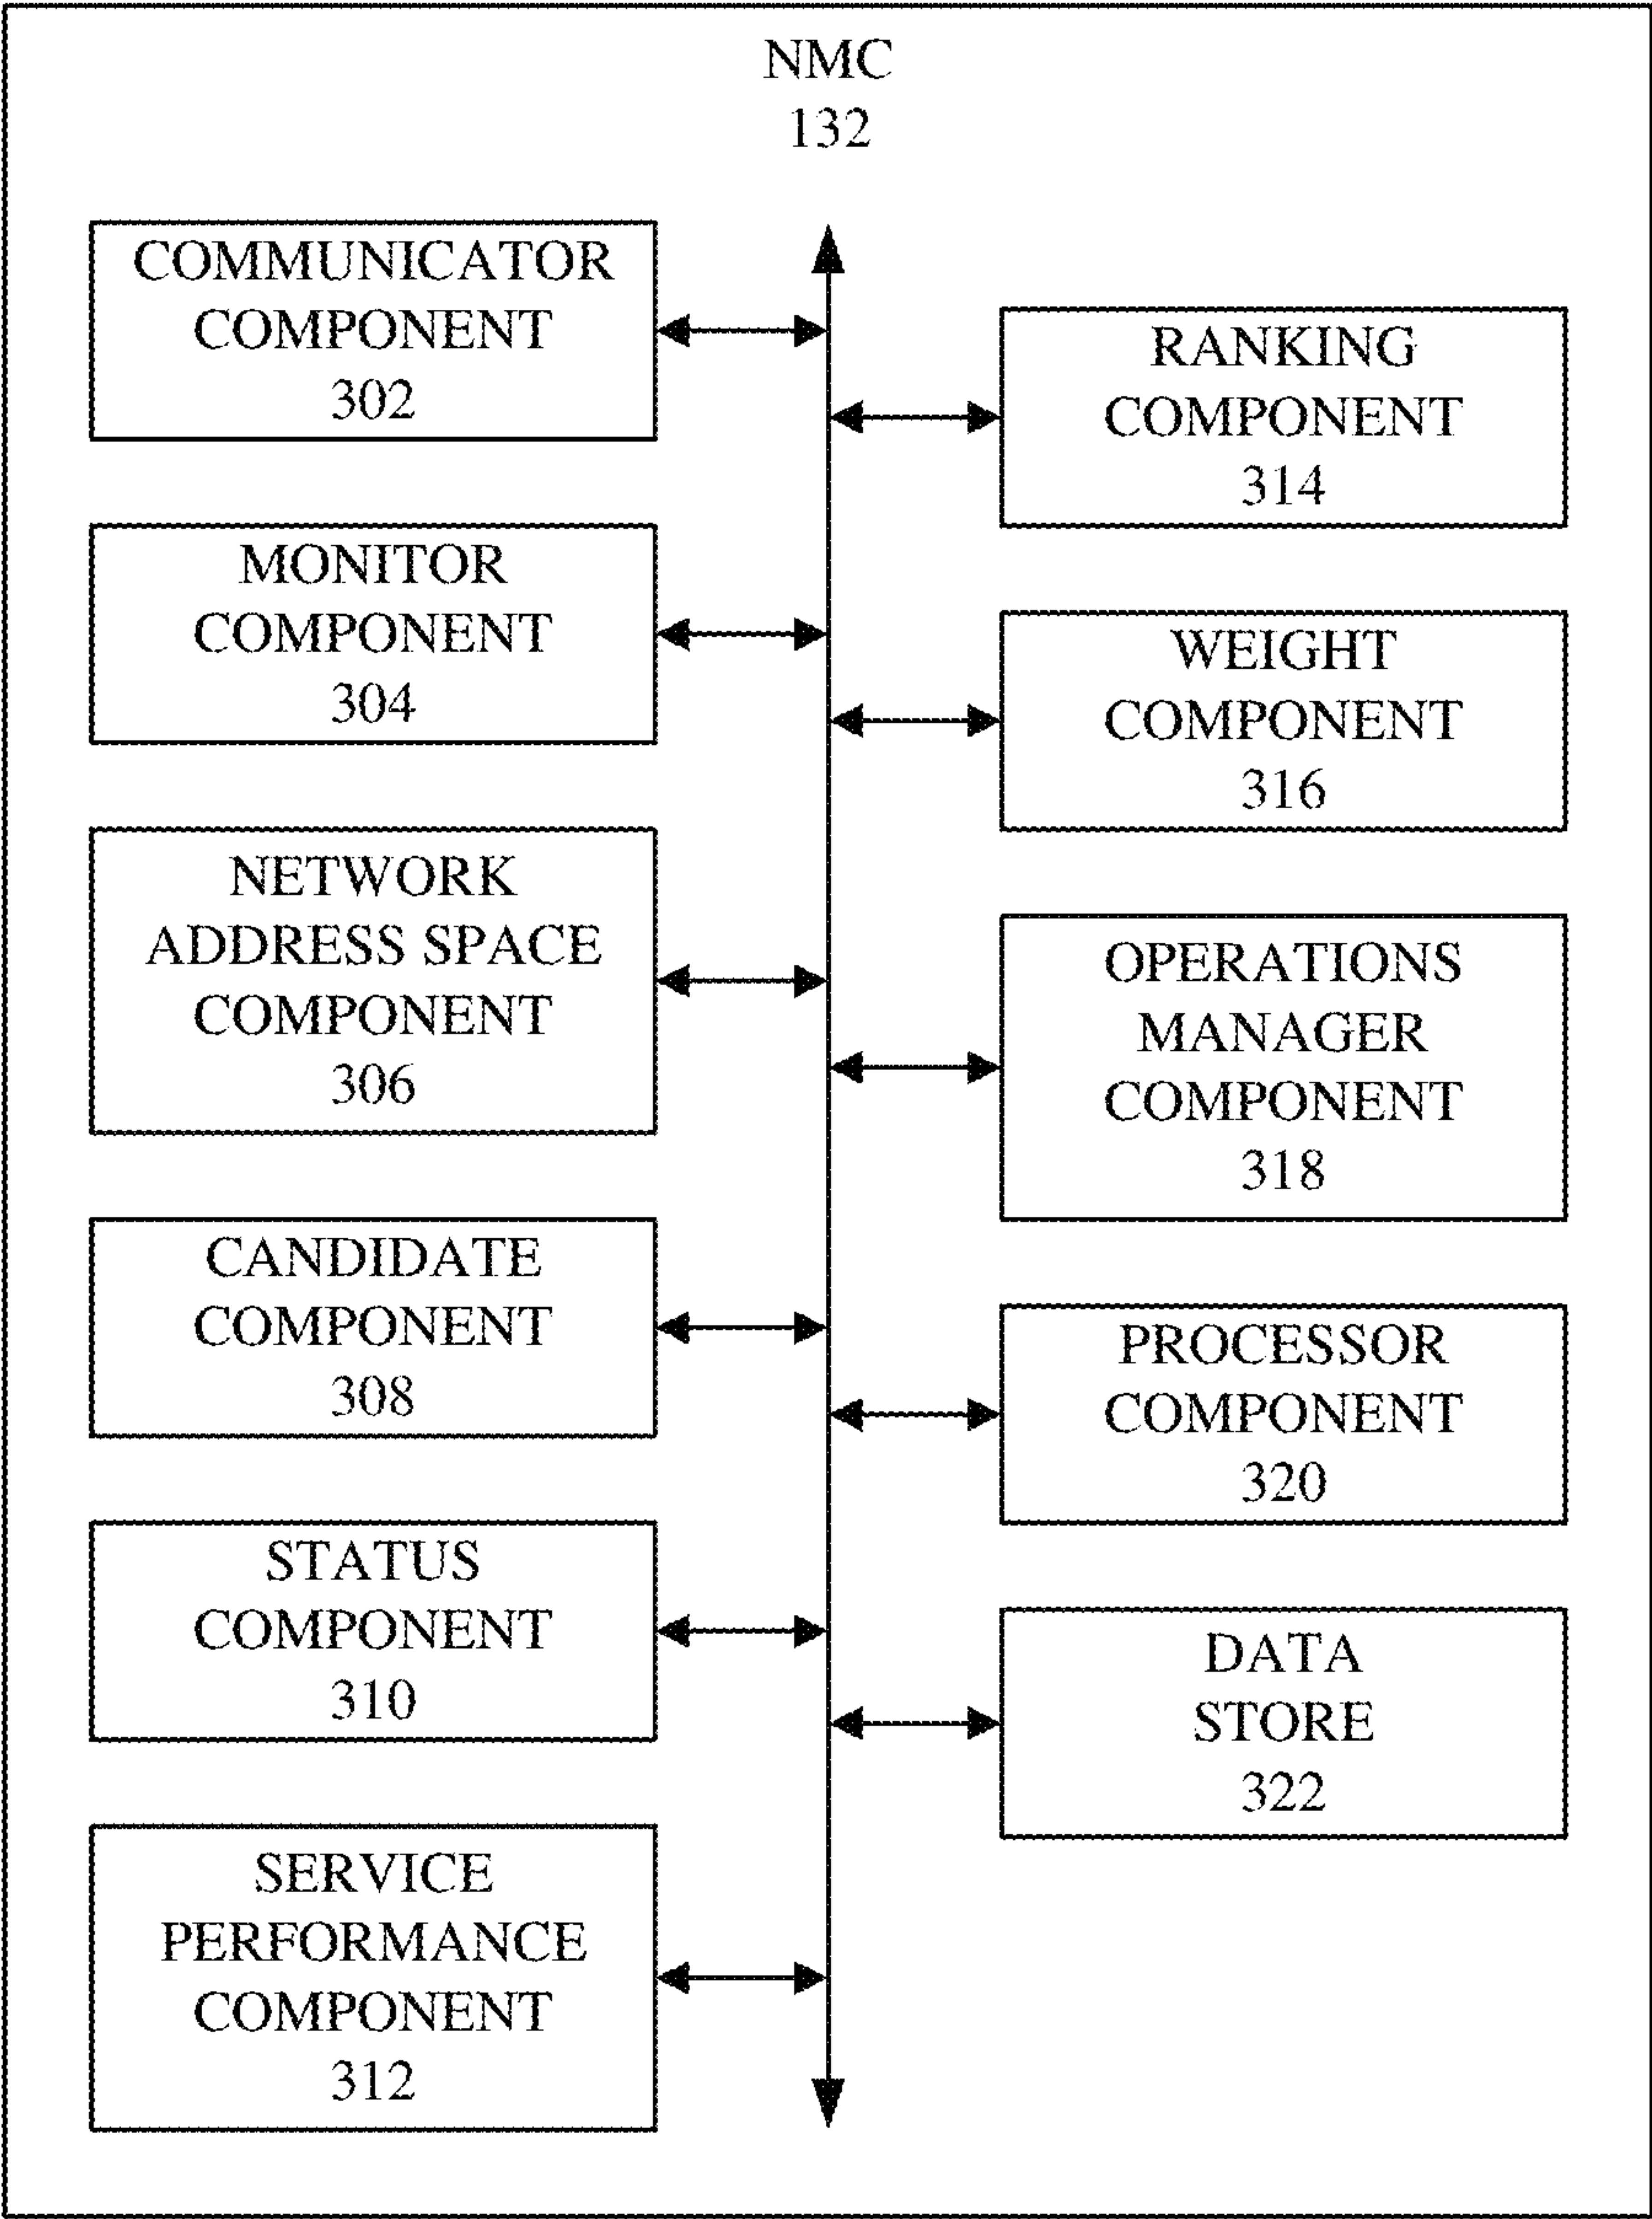 NMC
132
COMMUNICATOR
COMPONENT
302
MONITOR
COMPONENT
304
NETWORK
ADDRESS SPACE
COMPONENT
306
CANDIDATE
COMPONENT
308
STATUS
COMPONENT
310
SERVICE
PERFORMANCE
COMPONENT
312
RANKING
COMPONENT
314
WEIGHT
COMPONENT
316
OPERATIONS
MANAGER
COMPONENT
318
PROCESSOR
COMPONENT
320
DATA
STORE
322